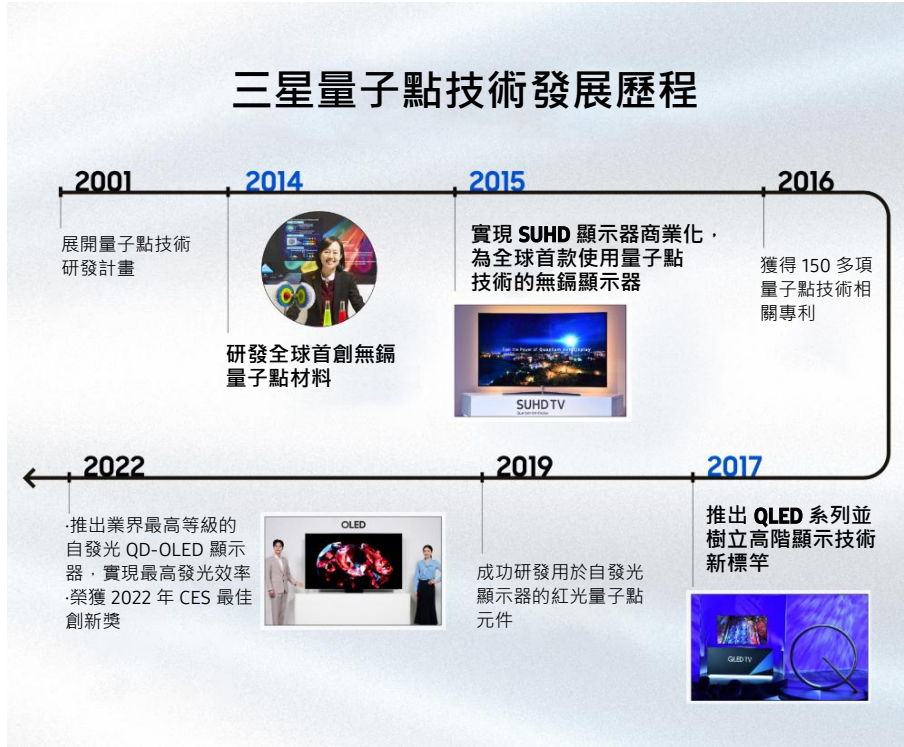 三星量子點技術發展歷程
2001
展開量子點技術
研發計畫
2014
研發全球首創無鎘
量子點材料
2015
實現 SUHD 顯示器商業化，
為全球首款使用量子點
技術的無鎘顯示器
SUHD TV
2016
獲得 150 多項
量子點技術相
關專利
2017
推出 QLED 系列並
樹立高階顯示技術
新標竿
QLED TV
2019
成功研發用於自發光
顯示器的紅光量子點
元件
2022
·推出業界最高等級的
自發光 QD-OLED 顯示
器，實現最高發光效率
·榮獲 2022 年 CES 最佳
創新獎
OLED